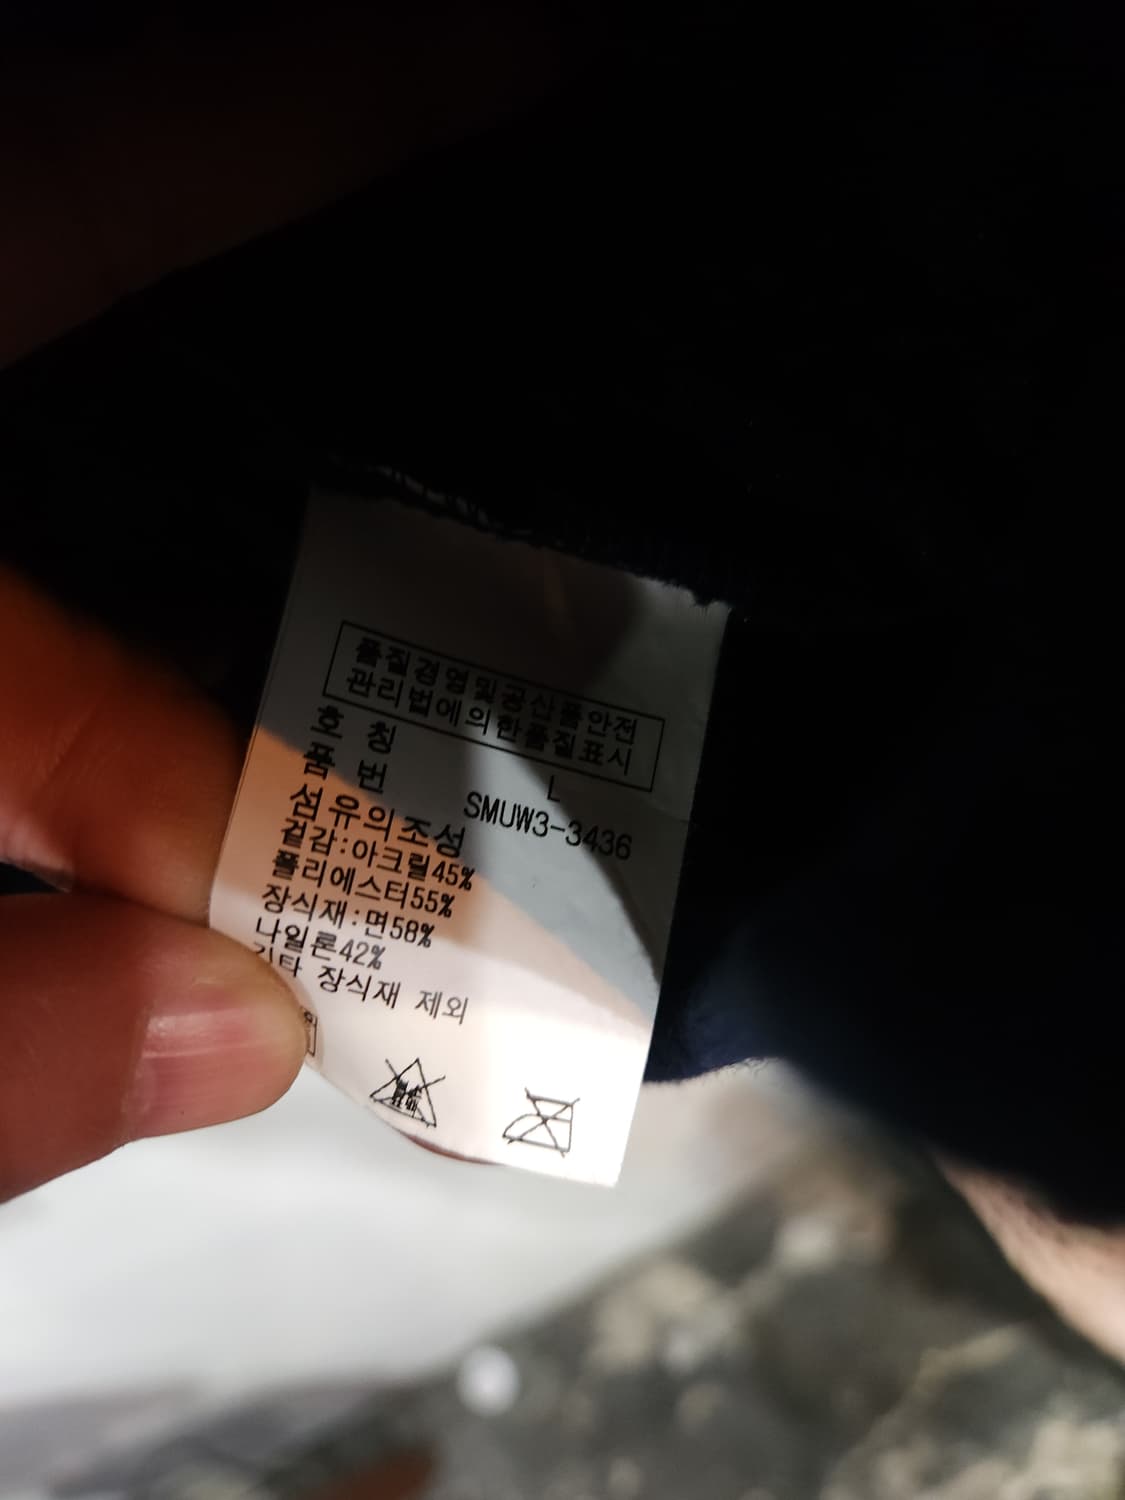 품질경영및공산품안전
관리법에의한품질표시
호 칭 L
품 번 SMUW3-3436
섬유의조성
겉감:아크릴45%
폴리에스터55%
장식재:면58%
나일론42%
기타 장식재 제외